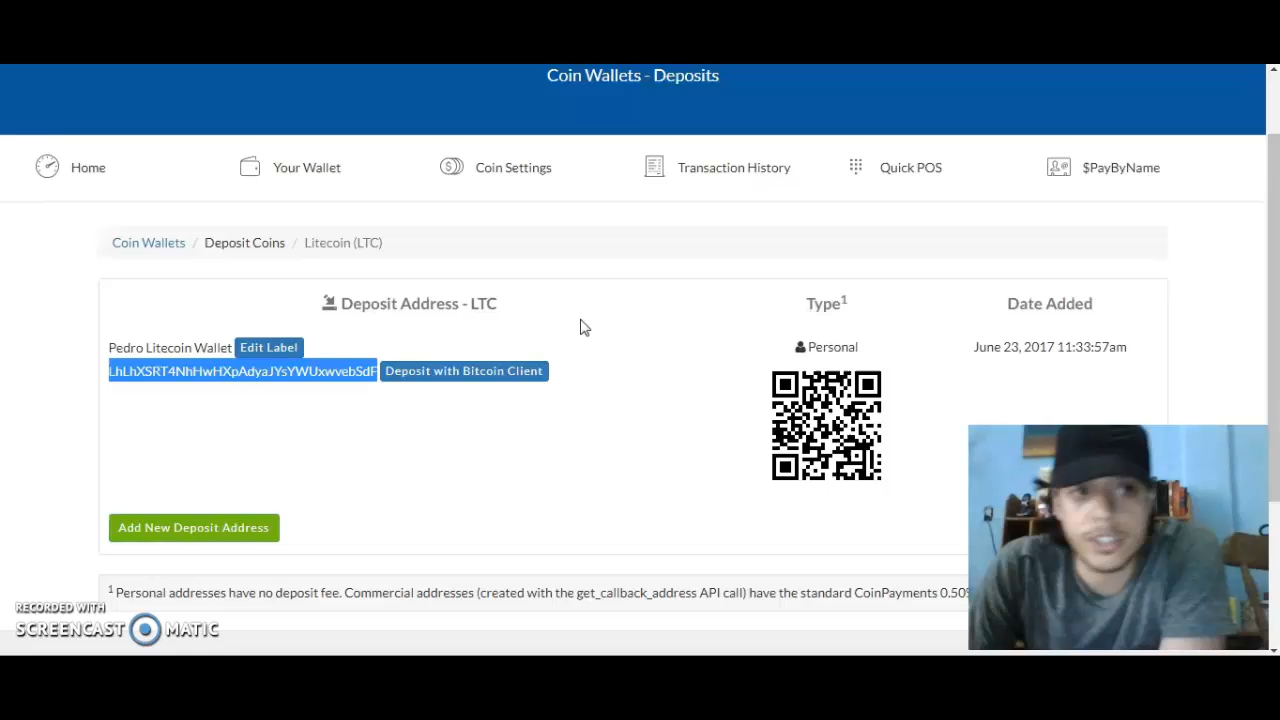 Coin Wallets - Deposits
Home Your Wallet Coin Settings Transaction History Quick POS $PayByName
Coin Wallets / Deposit Coins / Litecoin (LTC)
Deposit Address - LTC Type1 Date Added
Pedro Litecoin Wallet Edit Label Personal June 23, 2017 11:33:57am
LhLhXSRT4NhHwHXpAdyaJYsYWUxwvebSdF Deposit with Bitcoin Client
Add New Deposit Address
1 Personal addresses have no deposit fee. Commercial addresses (created with the get_callback_address API call) have the standard CoinPayments 0.50%
RECORDED WITH
SCREENCAST MATIC